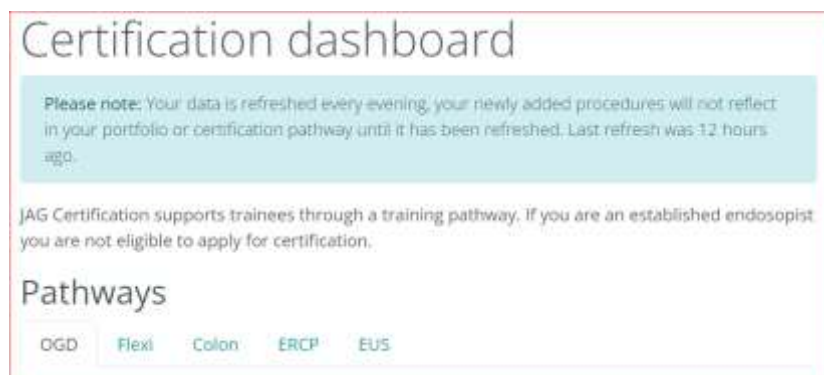 Certification dashboard
Please note: Your data is refreshed every evening, your newly added procedures will not reflect
in your portfolio or certification pathway until it has been refreshed. Last refresh was 12 hours
ago.
JAG Certification supports trainees through a training pathway. If you are an established endosopist
you are not eligible to apply for certification.
Pathways
OGD Flexi Colon ERCP EUS